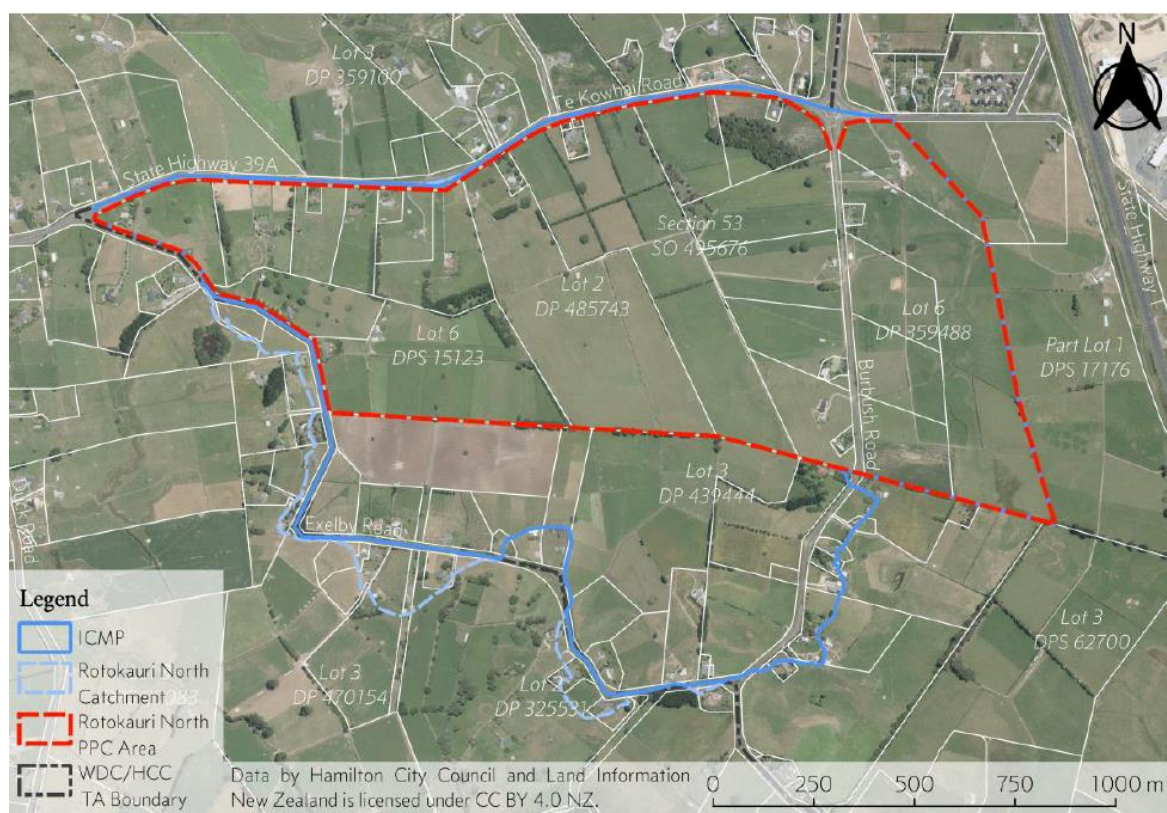 N
Lot 3
DP 359100
Te Kowhai Road
State Highway 39A
State Highway 1
Section 53
SO 495676
Lot 2
DP 485743
Lot 6
DP 359488
Lot 6
DPS 15123
Part Lot 1
DPS 17176
Burbush Road
Lot 3
DP 439444
Exelby Road
Duck Road
Lot 3
DPS 62700
Lot 3
DP 470154
Lot 2
DP 325531
Legend
ICMP
Rotokauri North
Catchment
Rotokauri North
PPC Area
WDC/HCC
TA Boundary
Data by Hamilton City Council and Land Information
New Zealand is licensed under CC BY 4.0 NZ.
0 250 500 750 1000 m